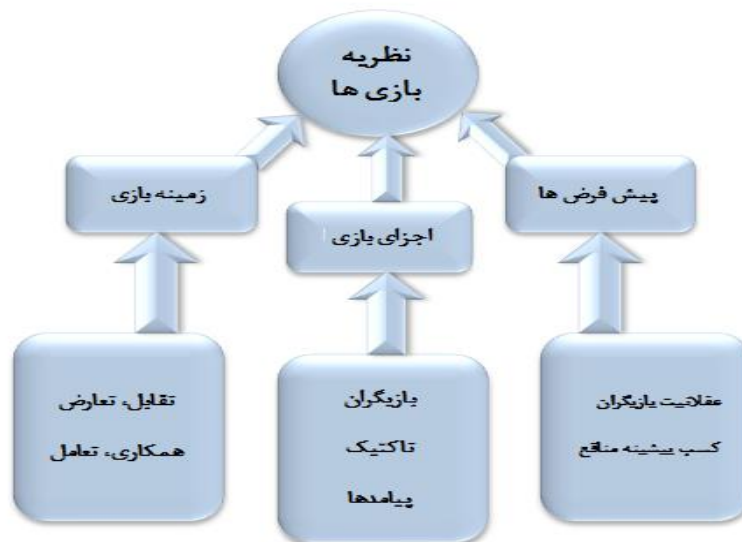 نظریه
بازی ها
پیش فرض ها
اجزای بازی
زمینه بازی
عقلانیت بازیگران
کسب بیشینه منافع
بازیگران
تاکتیک
پیامدها
تقابل، تعارض
همکاری، تعامل